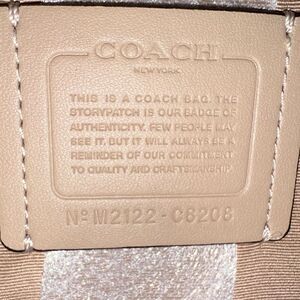 COACH
NEW YORK
THIS IS A COACH BAG. THE
STORYPATCH IS OUR BADGE OF
AUTHENTICITY. FEW PEOPLE MAY
SEE IT. BUT IT WILL ALWAYS BE A
REMINDER OF OUR COMMITMENT
TO QUALITY AND CRAFTSMANSHIP.
Nº M2122-C6208